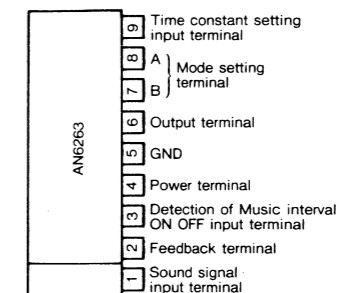 AN6263
9 Time constant setting
input terminal
8 A
7 B
Mode setting
terminal
6 Output terminal
5 GND
4 Power terminal
3 Detection of Music interval
ON OFF input terminal
2 Feedback terminal
1 Sound signal
input terminal